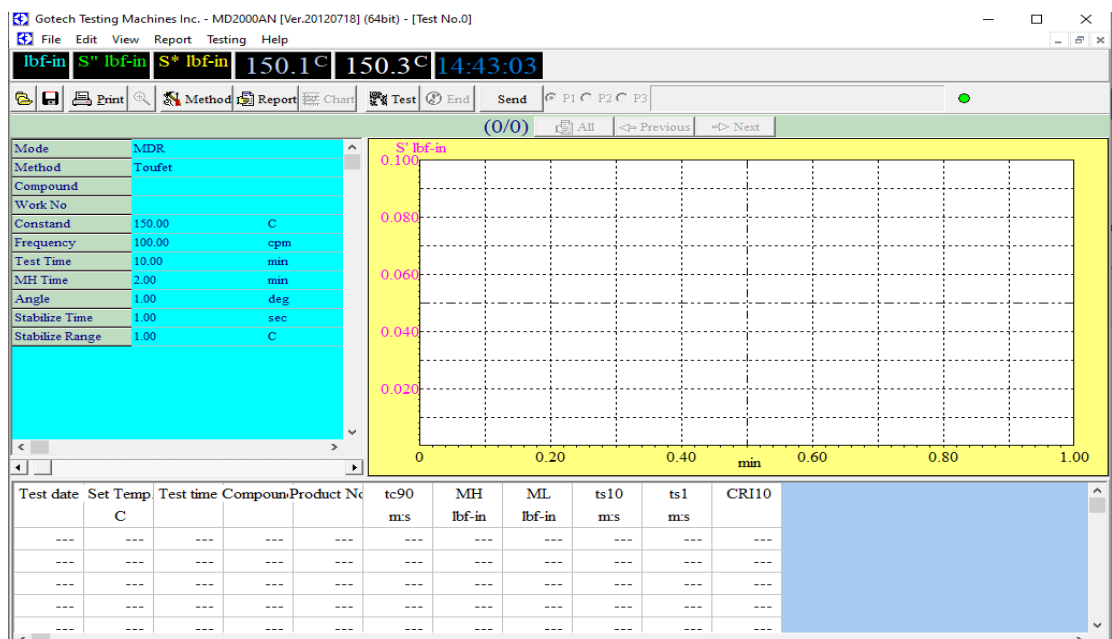 Gotech Testing Machines Inc. - MD2000AN [Ver.20120718] (64bit) - [Test No.0]
File Edit View Report Testing Help
lbf-in S" lbf-in S* lbf-in 150.1 C 150.3 C 14:43:03
Print Method Report Chart Test End Send P1 P2 P3
(0/0) All Previous Next
Mode MDR
Method Toufet
Compound
Work No
Constand 150.00 C
Frequency 100.00 cpm
Test Time 10.00 min
MH Time 2.00 min
Angle 1.00 deg
Stabilize Time 1.00 sec
Stabilize Range 1.00 C
S' lbf-in
0.100
0.080
0.060
0.040
0.020
0 0.20 0.40 min 0.60 0.80 1.00
Test date Set Temp. Test time Compoun Product No tc90 MH ML ts10 ts1 CRI10
C m:s lbf-in lbf-in m:s m:s
--- --- --- --- --- --- --- --- --- --- ---
--- --- --- --- --- --- --- --- --- --- ---
--- --- --- --- --- --- --- --- --- --- ---
--- --- --- --- --- --- --- --- --- --- ---
--- --- --- --- --- --- --- --- --- --- ---